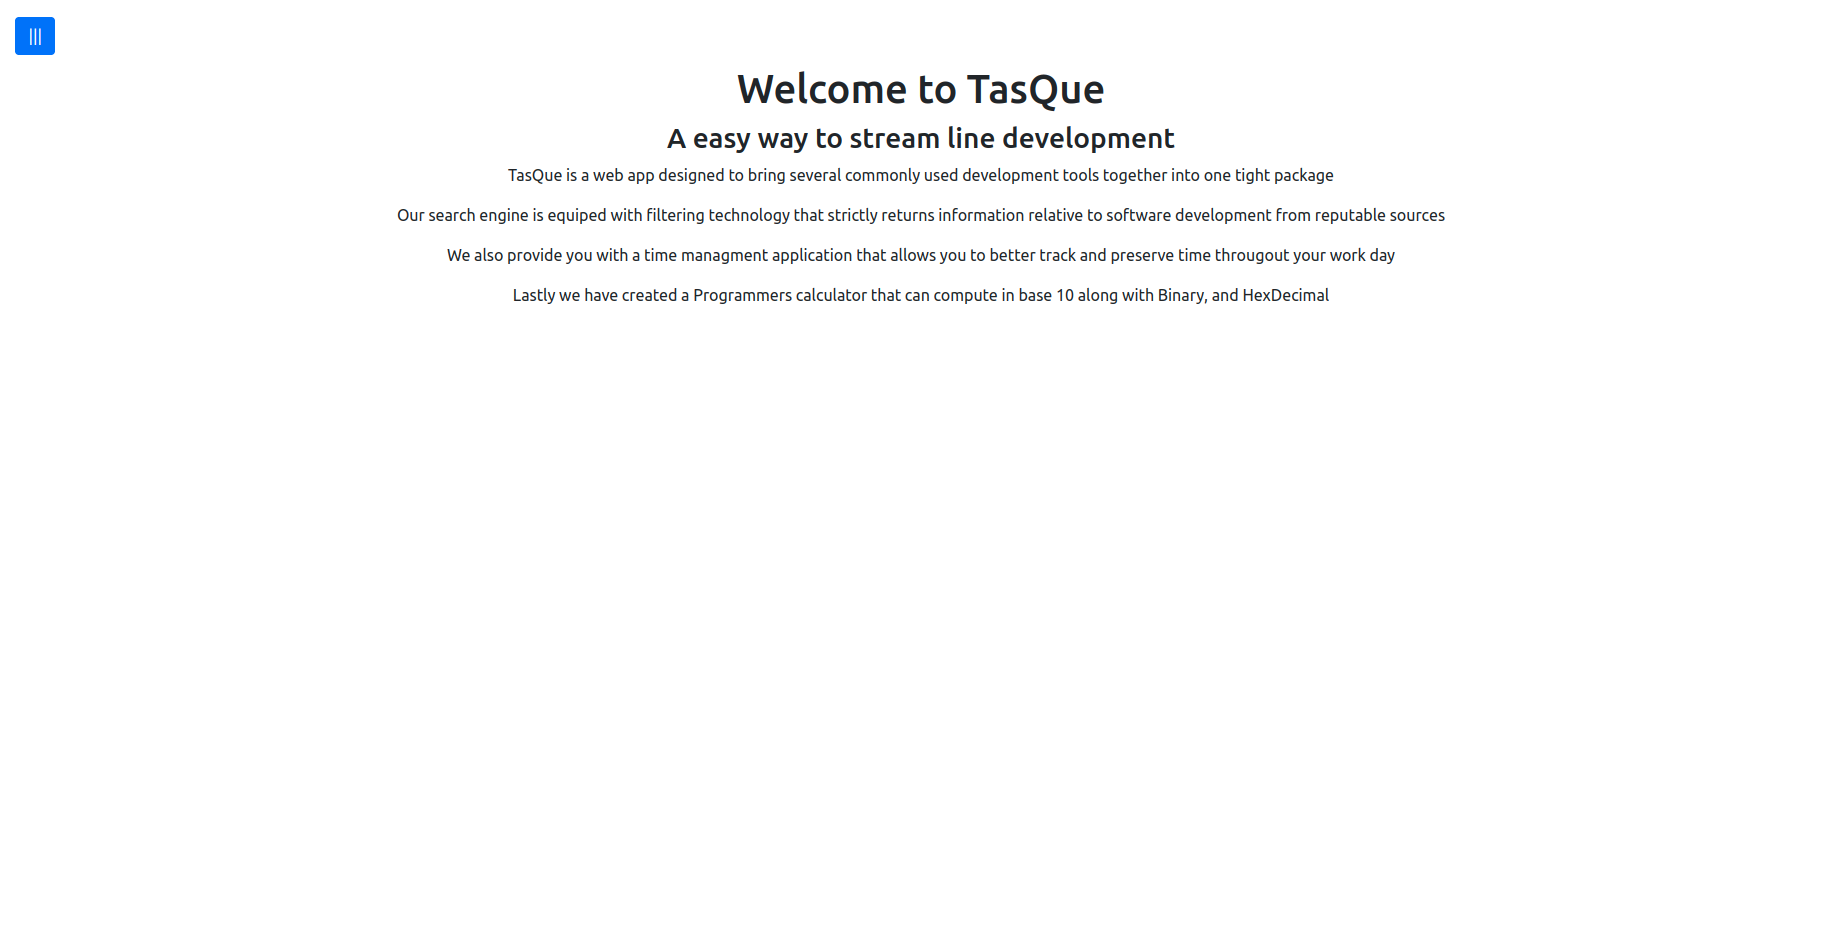 |||
Welcome to TasQue
A easy way to stream line development
TasQue is a web app designed to bring several commonly used development tools together into one tight package
Our search engine is equiped with filtering technology that strictly returns information relative to software development from reputable sources
We also provide you with a time managment application that allows you to better track and preserve time througout your work day
Lastly we have created a Programmers calculator that can compute in base 10 along with Binary, and HexDecimal